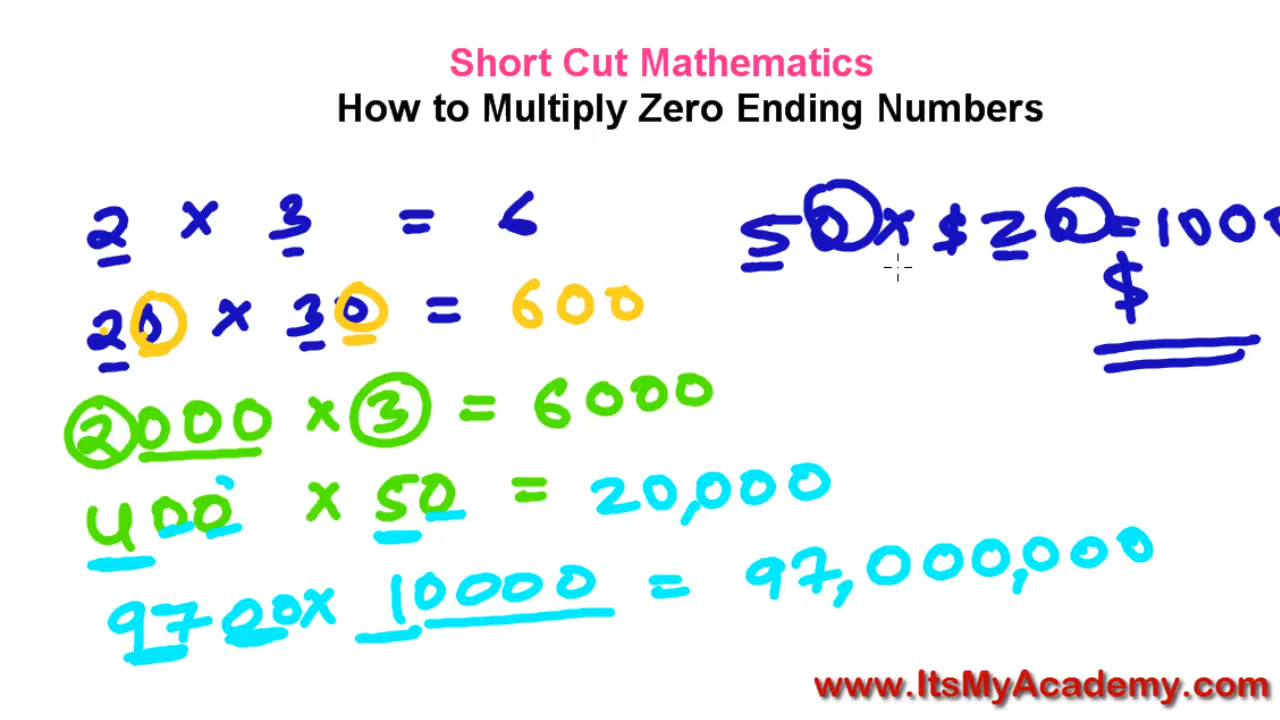 Short Cut Mathematics
How to Multiply Zero Ending Numbers
2 x 3 = 6
20 x 30 = 600
2000 x 3 = 6000
400 x 50 = 20,000
9700 x 10000 = 97,000,000
50 x $20 = 1000
$
www.ItsMyAcademy.com